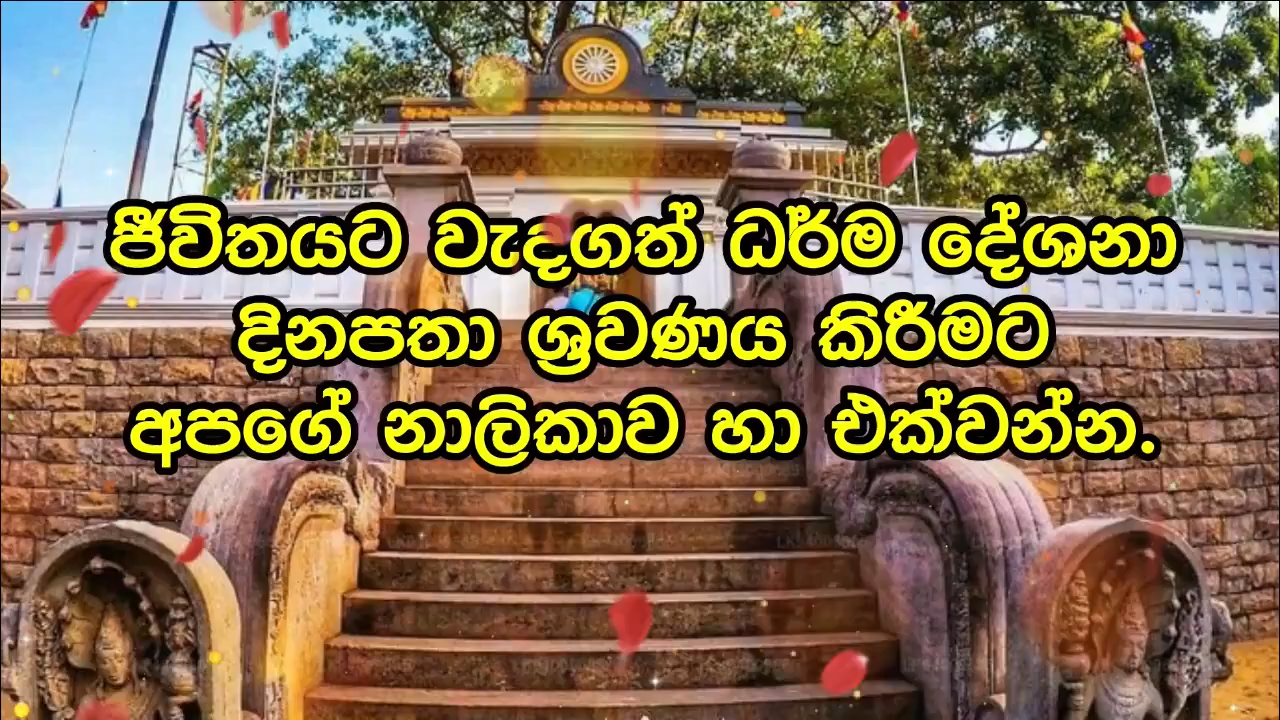 ජීවිතයට වැදගත් ධර්ම දේශනා
දිනපතා ශ්‍රවණය කිරීමට
අපගේ නාලිකාව හා එක්වන්න.